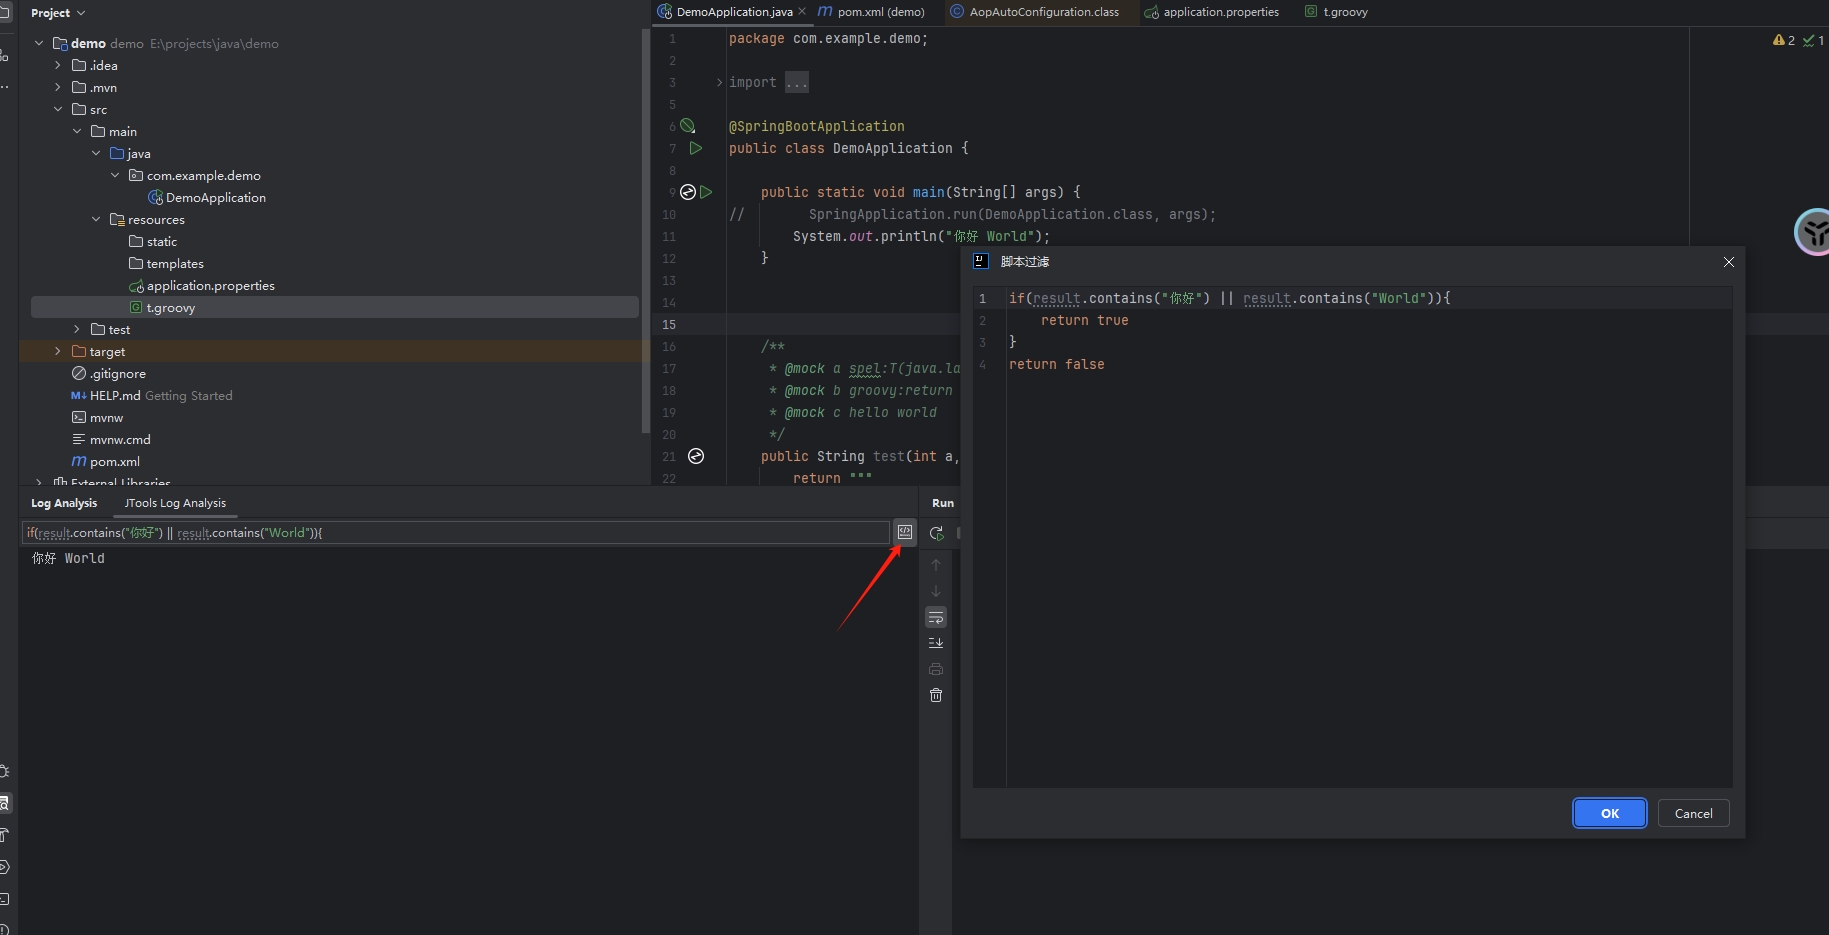 Project
demo demo E:\projects\java\demo
.idea
.mvn
src
main
java
com.example.demo
DemoApplication
resources
static
templates
application.properties
t.groovy
test
target
.gitignore
HELP.md Getting Started
mvnw
mvnw.cmd
pom.xml
External Libraries
DemoApplication.java
pom.xml (demo)
AopAutoConfiguration.class
application.properties
t.groovy
2 1
1 package com.example.demo;
2
3 import ...
5
6 @SpringBootApplication
7 public class DemoApplication {
8
9 public static void main(String[] args) {
10 // SpringApplication.run(DemoApplication.class, args);
11 System.out.println("你好 World");
12 }
13
14
15
16 /**
17 * @mock a spel:T(java.la
18 * @mock b groovy:return
19 * @mock c hello world
20 */
21 public String test(int a,
22 return """
脚本过滤
1 if(result.contains("你好") || result.contains("World")){
2 return true
3 }
4 return false
OK
Cancel
Log Analysis
JTools Log Analysis
if(result.contains("你好") || result.contains("World")){
你好 World
Run